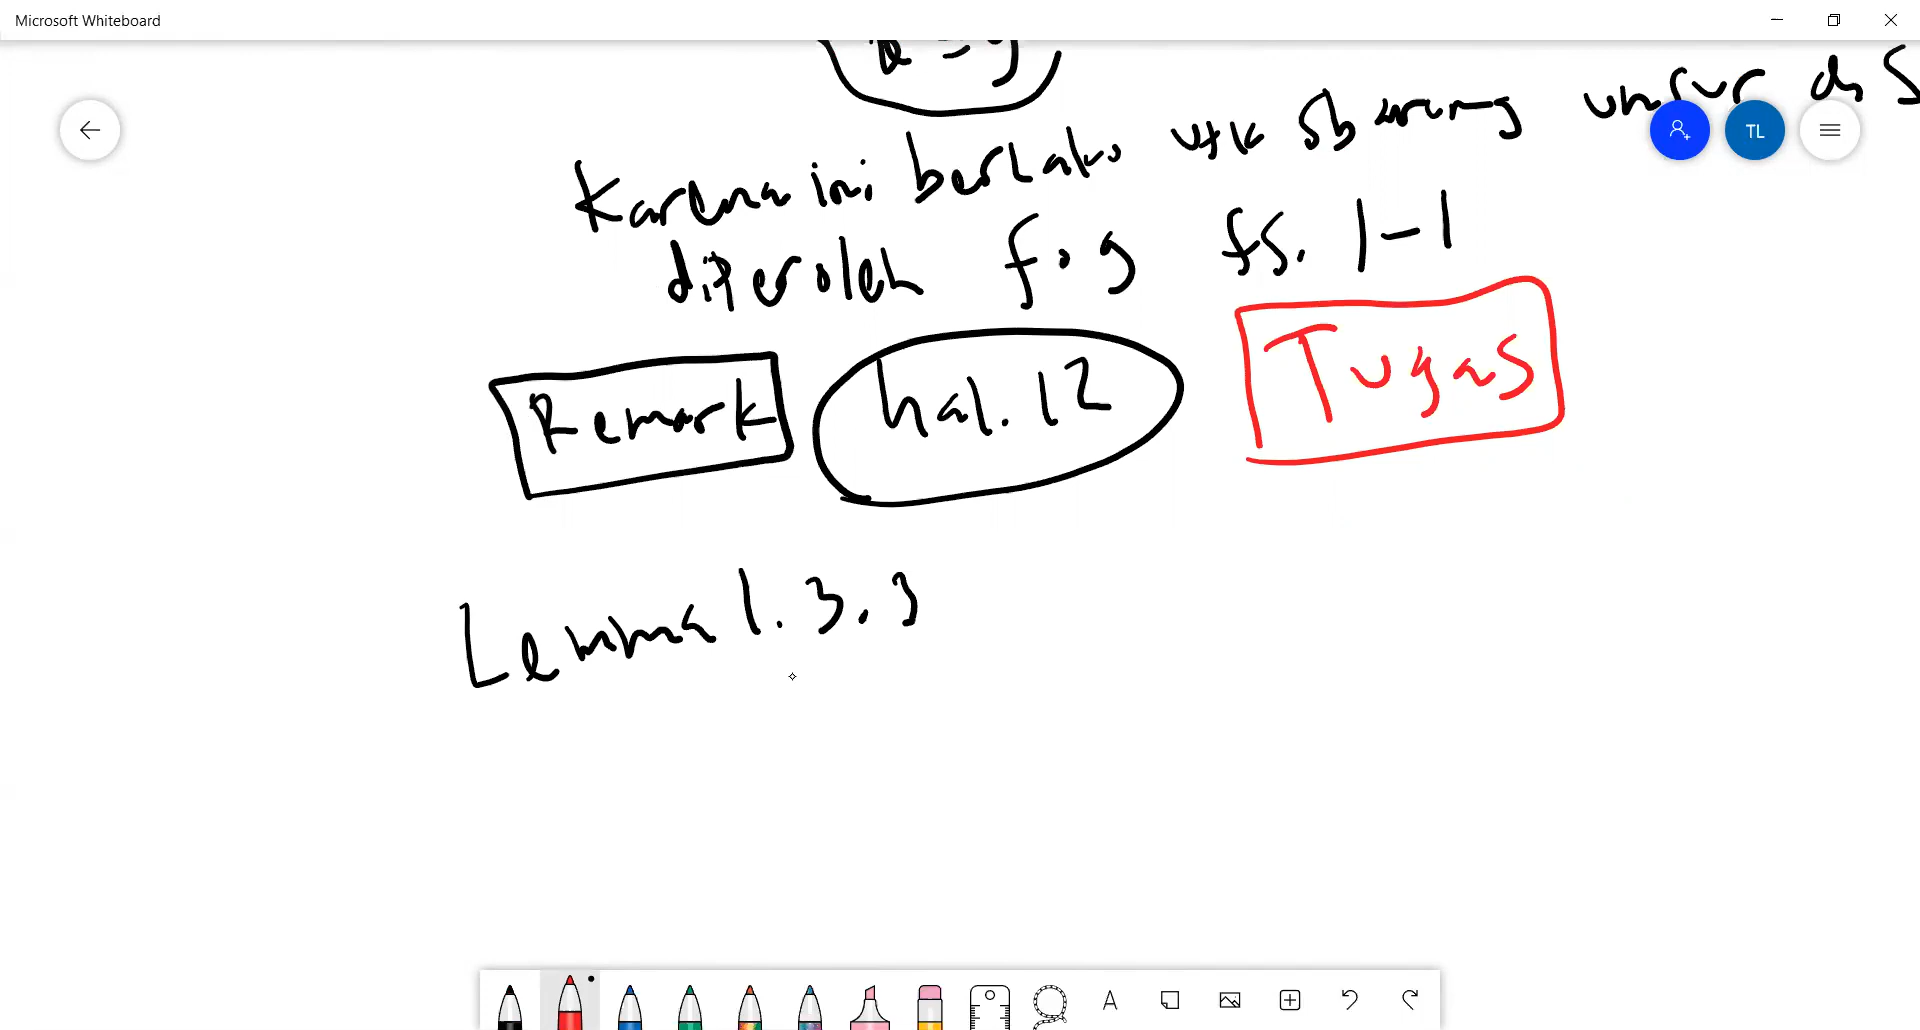 Microsoft Whiteboard
x = y
Karena ini berlaku utk sbarang unsur di S
TL
diperoleh f o g fs. 1-1
Remark hal. 12 Tugas
Lemma 1.3.3
A